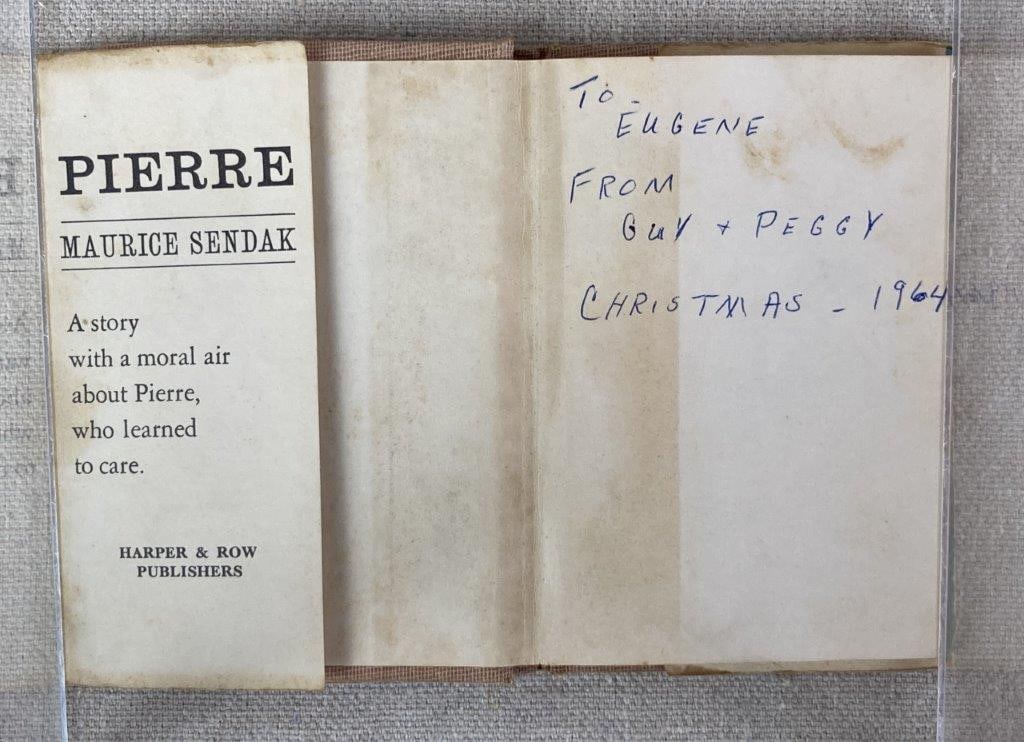 PIERRE
MAURICE SENDAK
A story
with a moral air
about Pierre,
who learned
to care.
HARPER & ROW
PUBLISHERS
To -
EUGENE
FROM
GUY + PEGGY
CHRISTMAS - 1964